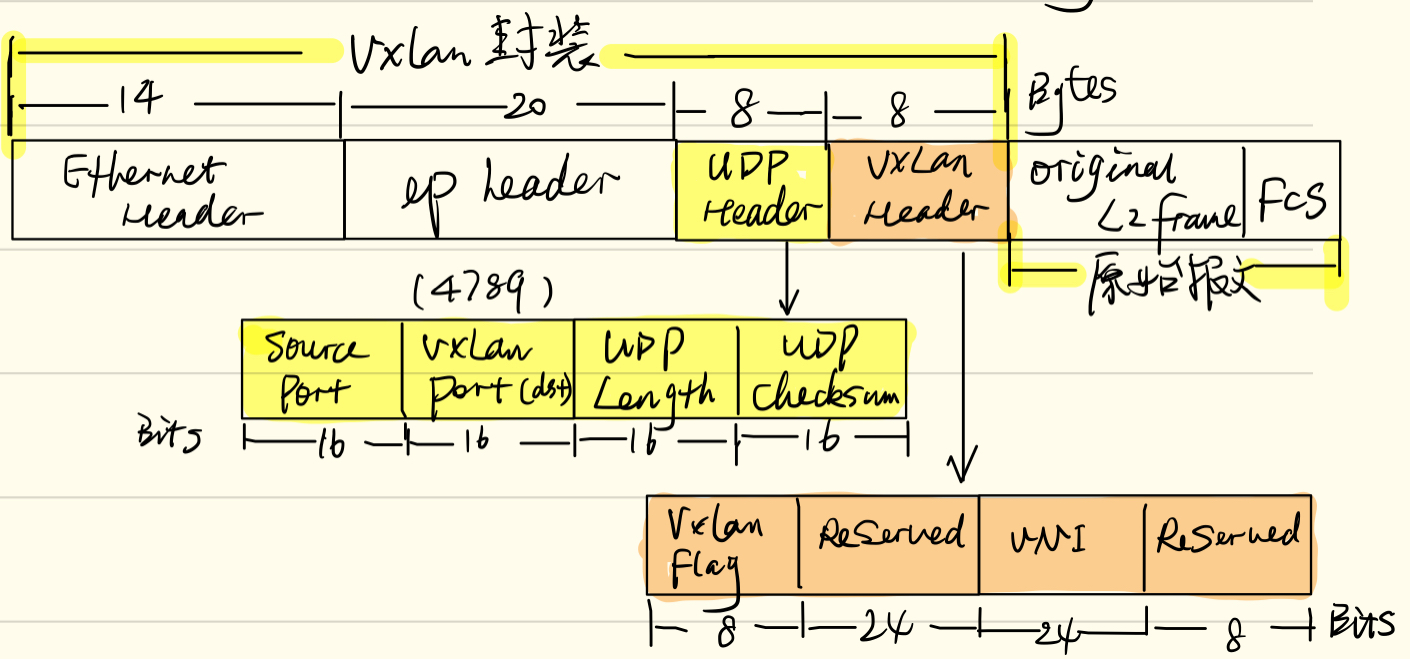 Vxlan 封装
14 20 8 8 Bytes
Ethernet Header
ip header
UDP Header
VxLan Header
original L2 frame
FCS
原始报文
(4789)
Source Port
VxLan port (dst)
UDP Length
UDP Checksum
Bits 16 16 16 16
Vxlan Flag
ReServed
VNI
ReServed
8 24 24 8 Bits